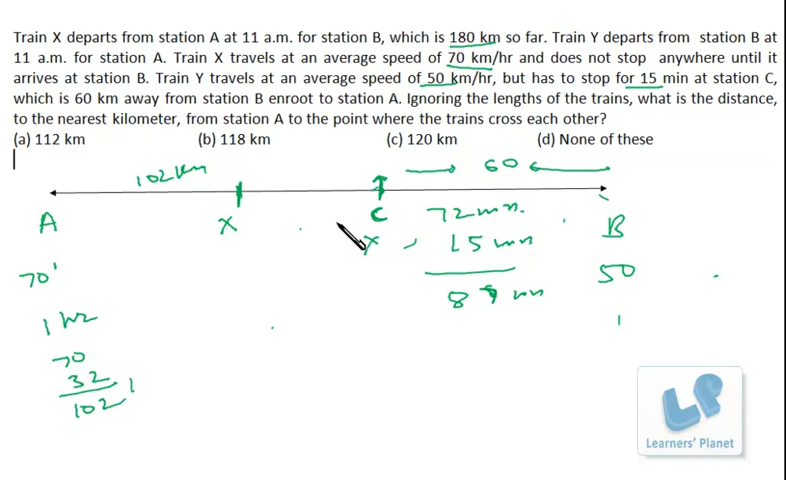 Train X departs from station A at 11 a.m. for station B, which is 180 km so far. Train Y departs from station B at
11 a.m. for station A. Train X travels at an average speed of 70 km/hr and does not stop anywhere until it
arrives at station B. Train Y travels at an average speed of 50 km/hr, but has to stop for 15 min at station C,
which is 60 km away from station B enroot to station A. Ignoring the lengths of the trains, what is the distance,
to the nearest kilometer, from station A to the point where the trains cross each other?
(a) 112 km (b) 118 km (c) 120 km (d) None of these
102 km 60
A X C 72 mn. B
X 15 mn
70 50
8 mn
1 hr 1
70
32
102
LP
Learners' Planet